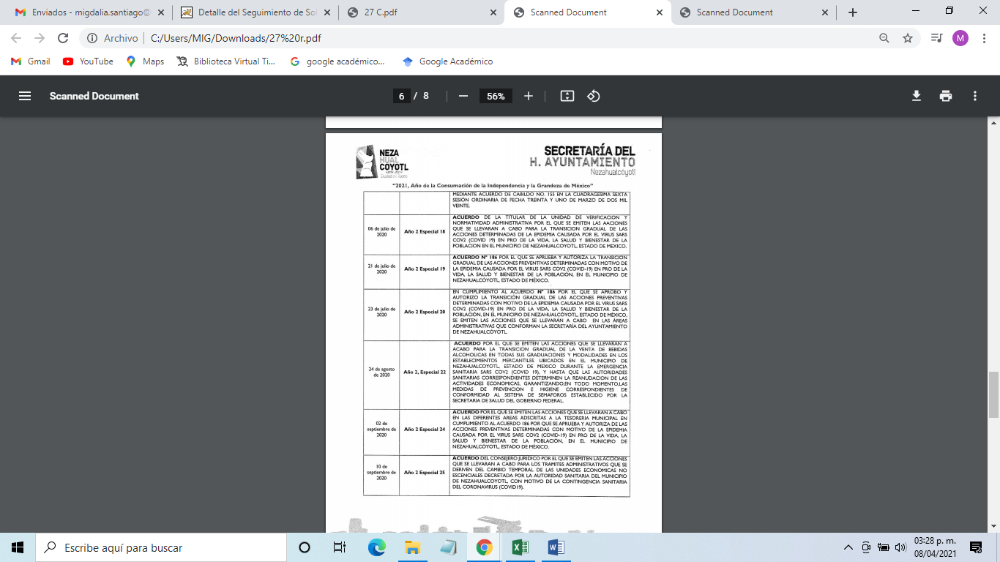 Enviados - migdalia.santiago@
Detalle del Seguimiento de Sol
27 C.pdf
Scanned Document
Scanned Document
Archivo
C:/Users/MIG/Downloads/27%20r.pdf
M
Gmail
YouTube
Maps
Biblioteca Virtual Ti...
google académico...
Google Académico
Scanned Document
6 / 8
56%
NEZA
HUAL
COYOTL
Ciudad de Todos
SECRETARÍA DEL
H. AYUNTAMIENTO
Nezahualcóyotl
"2021, Año de la Consumación de la Independencia y la Grandeza de México"
MEDIANTE ACUERDO DE CABILDO NO. 155 EN LA CUADRAGESIMA SEXTA
SESIÓN ORDINARIA DE FECHA TREINTA Y UNO DE MARZO DE DOS MIL
VEINTE.
06 de julio de
2020
Año 2 Especial 18
ACUERDO DE LA TITULAR DE LA UNIDAD DE VERIFICACION Y
NORMATIVIDAD ADMINISTRATIVA POR EL QUE SE EMITEN LAS AACIONES
QUE SE LLEVARAN A CABO PARA LA TRANSICION GRADUAL DE LAS
ACCIONES DETERMINADAS DE LA EPIDEMIA CAUSADA POR EL VIRUS SARS
COV2 (COVID 19) EN PRO DE LA VIDA, LA SALUD Y BIENESTAR DE LA
POBLACION EN EL MUNICIPIO DE NEZAHUALCOYOTL, ESTADO DE MEXICO.
21 de julio de
2020
Año 2 Especial 19
ACUERDO N° 186 POR EL QUE SE APRUEBA Y AUTORIZA LA TRANSICION
GRADUAL DE LAS ACCIONES PREVENTIVAS DETERMINADAS CON MOTIVO DE
LA EPIDEMIA CAUSADA POR EL VIRUS SARS COV2 (COVID-19) EN PRO DE LA
VIDA, LA SALUD Y BIENESTAR DE LA POBLACIÓN, EN EL MUNICIPIO DE
NEZAHUALCÓYOTL, ESTADO DE MÉXICO.
23 de julio de
2020
Año 2 Especial 20
EN CUMPLIMIENTO AL ACUERDO N° 186 POR EL QUE SE APROBO Y
AUTORIZO LA TRANSICIÓN GRADUAL DE LAS ACCIONES PREVENTIVAS
DETERMINADAS CON MOTIVO DE LA EPIDEMIA CAUSADA POR EL VIRUS SARS
COV2 (COVID-19) EN PRO DE LA VIDA, LA SALUD Y BIENESTAR DE LA
POBLACIÓN, EN EL MUNICIPIO DE NEZAHUALCÓYOTL, ESTADO DE MÉXICO.
SE EMITEN LAS ACCIONES QUE SE LLEVARÁN A CABO EN LAS ÁREAS
ADMINISTRATIVAS QUE CONFORMAN LA SECRETARÍA DEL AYUNTAMIENTO
DE NEZAHUALCÓYOTL.
24 de agosto
de 2020
Año 2, Especial 22
ACUERDO POR EL QUE SE EMITEN LAS ACCIONES QUE SE LLEVARAN A
ACABO PARA LA TRANSICION GRADUAL DE LA VENTA DE BEBIDAS
ALCOHOLICAS EN TODAS SUS GRADUACIONES Y MODALIDADES EN LOS
ESTABLECIMIENTOS MERCANTILES UBICADOS EN EL MUNICIPIO DE
NEZAHUALCOYOTL, ESTADO DE MEXICO DURANTE LA EMERGENCIA
SANITARIA SARS COV2 (COVID 19), Y HASTA QUE LAS AUTORIDADES
SANITARIAS CORRESPONDIENTES DETERMINEN LA REANUDACION DE LAS
ACTIVIDADES ECONOMICAS, GARANTIZANDO,EN TODO MOMENTO,LAS
MEDIDAS DE PREVENCION E HIGIENE CORRESPONDIENTES DE
CONFORMIDAD AL SISTEMA DE SEMAFOROS ESTABLECIDO POR LA
SECRETARIA DE SALUD DEL GOBIERNO FEDERAL.
02 de
septiembre de
2020
Año 2 Especial 24
ACUERDO POR EL QUE SE EMITEN LAS ACCIONES QUE SE LLEVARAN A CABO
EN LAS DIFERENTES AREAS ADSCRITAS A LA TESORERIA MUNICIPAL EN
CUMPLIMIENTO AL ACUERDO 186 POR QUE SE APRUEBA Y AUTORIZA DE LAS
ACCIONES PREVENTIVAS DETERMINADAS CON MOTIVO DE LA EPIDEMIA
CAUSADA POR EL VIRUS SARS COV2 (COVID-19) EN PRO DE LA VIDA, LA
SALUD Y BIENESTAR DE LA POBLACIÓN, EN EL MUNICIPIO DE
NEZAHUALCÓYOTL, ESTADO DE MÉXICO.
10 de
septiembre de
2020
Año 2 Especial 25
ACUERDO DEL CONSEJERO JURIDICO POR EL QUE SE EMITEN LAS ACCIONES
QUE SE LLEVARAN A CABO PARA LOS TRAMITES ADMINISTRATIVOS QUE SE
DERIVEN DEL CAMBIO TEMPORAL DE LAS UNIDADES ECONOMICAS NO
ESCENCIALES DECRETADA POR LA AUTORIDAD SANITARIA DEL MUNICIPIO
DE NEZAHUALCOYOTL, CON MOTIVO DE LA CONTINGENCIA SANITARIA
DEL CORONAVIRUS (COVID19).
Escribe aquí para buscar
03:28 p. m.
08/04/2021